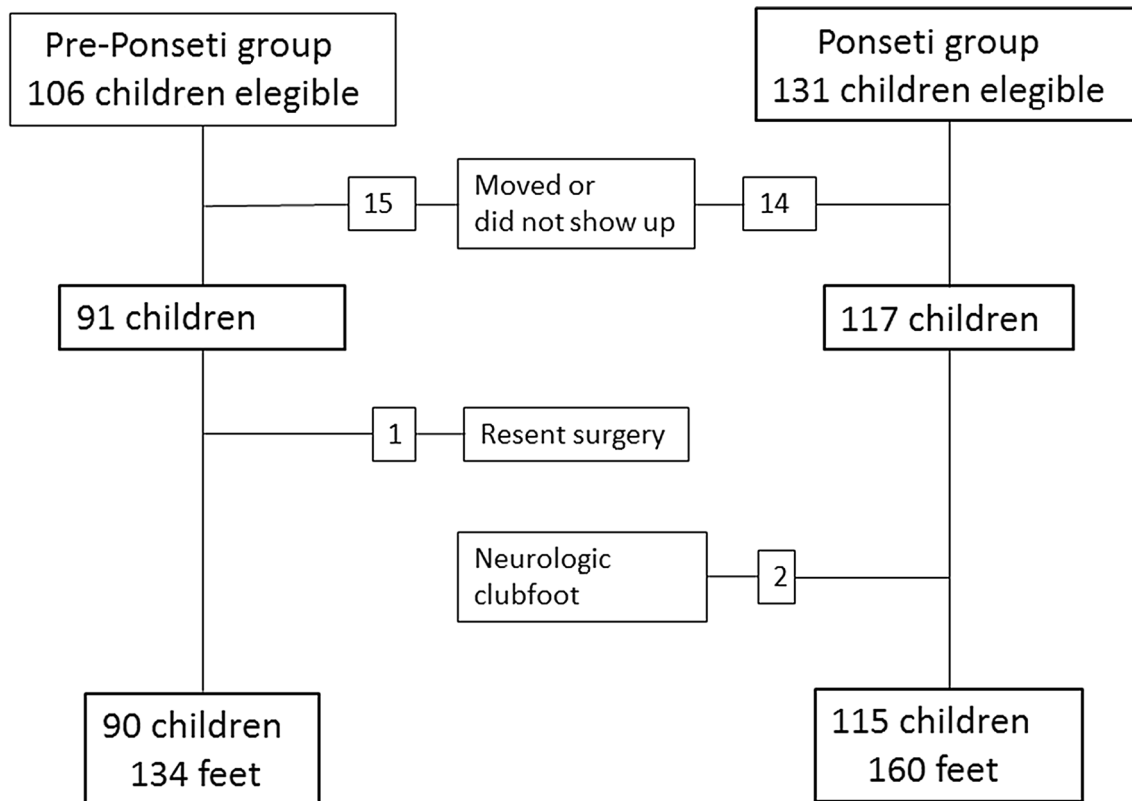 Pre-Ponseti group
106 children elegible
Ponseti group
131 children elegible
15
Moved or
did not show up
14
91 children
117 children
1
Resent surgery
Neurologic
clubfoot
2
90 children
134 feet
115 children
160 feet